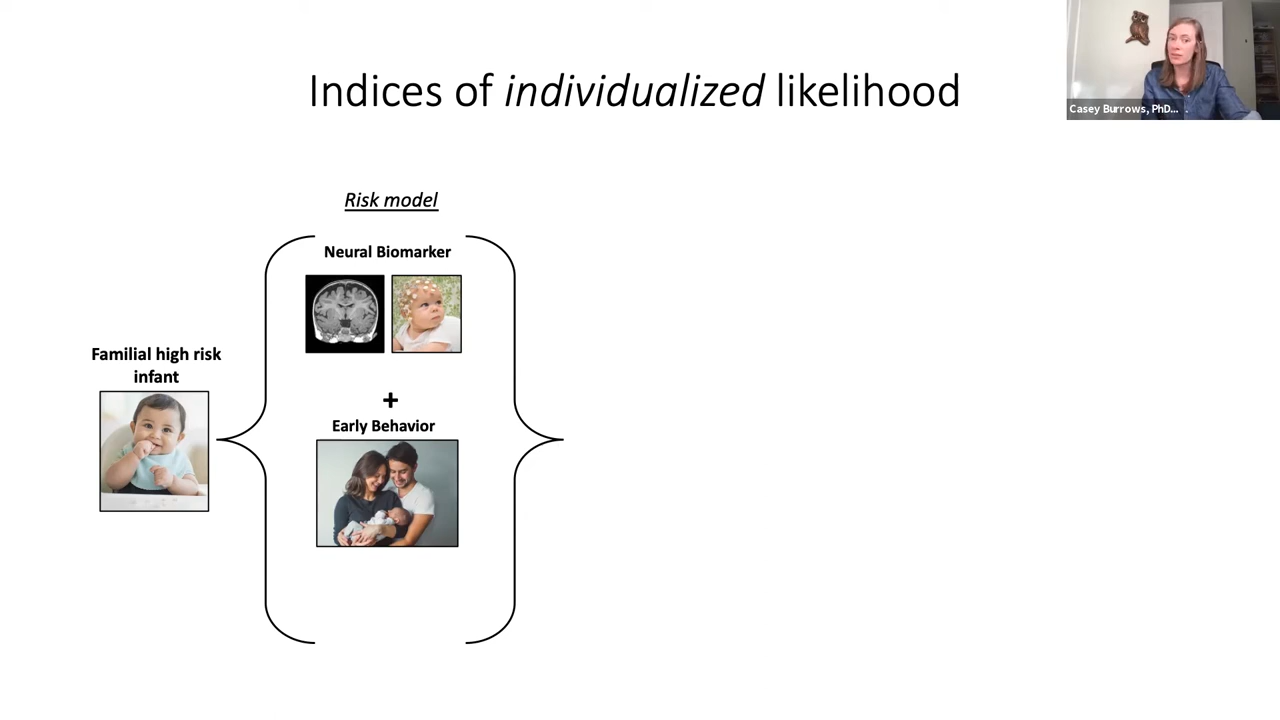 Indices of individualized likelihood
Casey Burrows, PhD...
Risk model
Neural Biomarker
Familial high risk
infant
+
Early Behavior